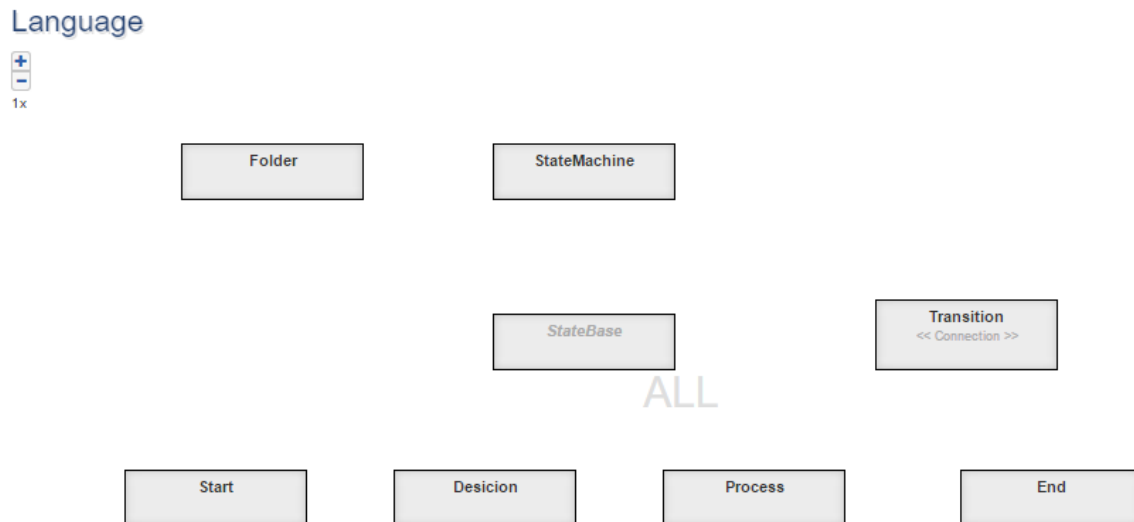 Language
+
−
1x
Folder
StateMachine
StateBase
Transition
<< Connection >>
ALL
Start
Desicion
Process
End